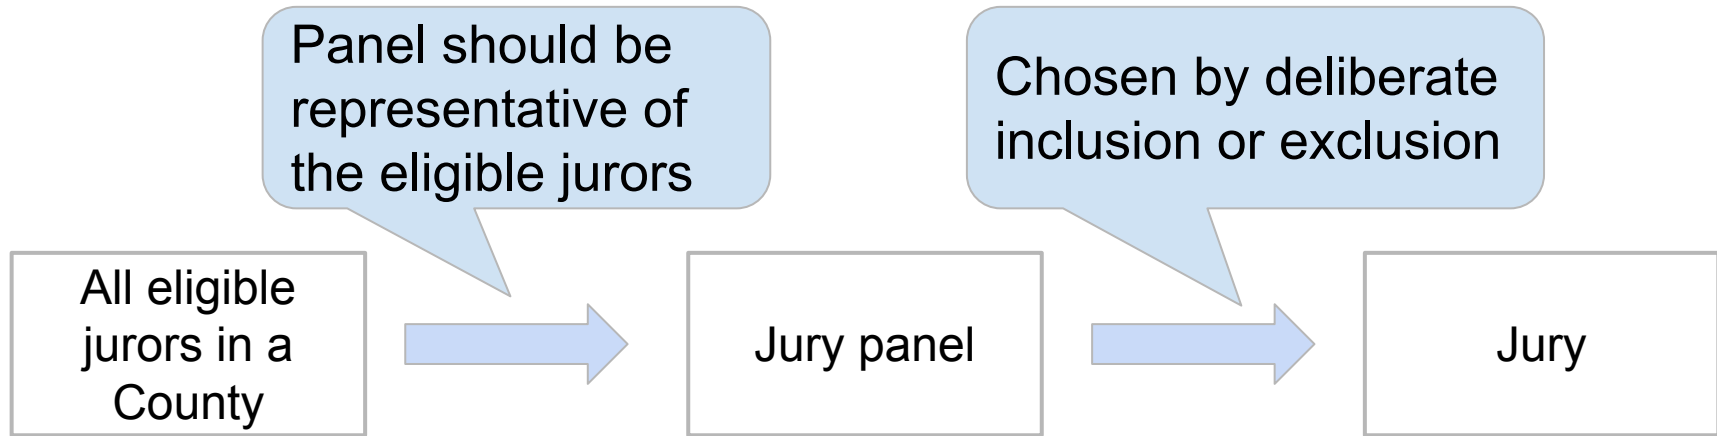 Panel should be
representative of
the eligible jurors
Chosen by deliberate
inclusion or exclusion
All eligible
jurors in a
County
Jury panel
Jury